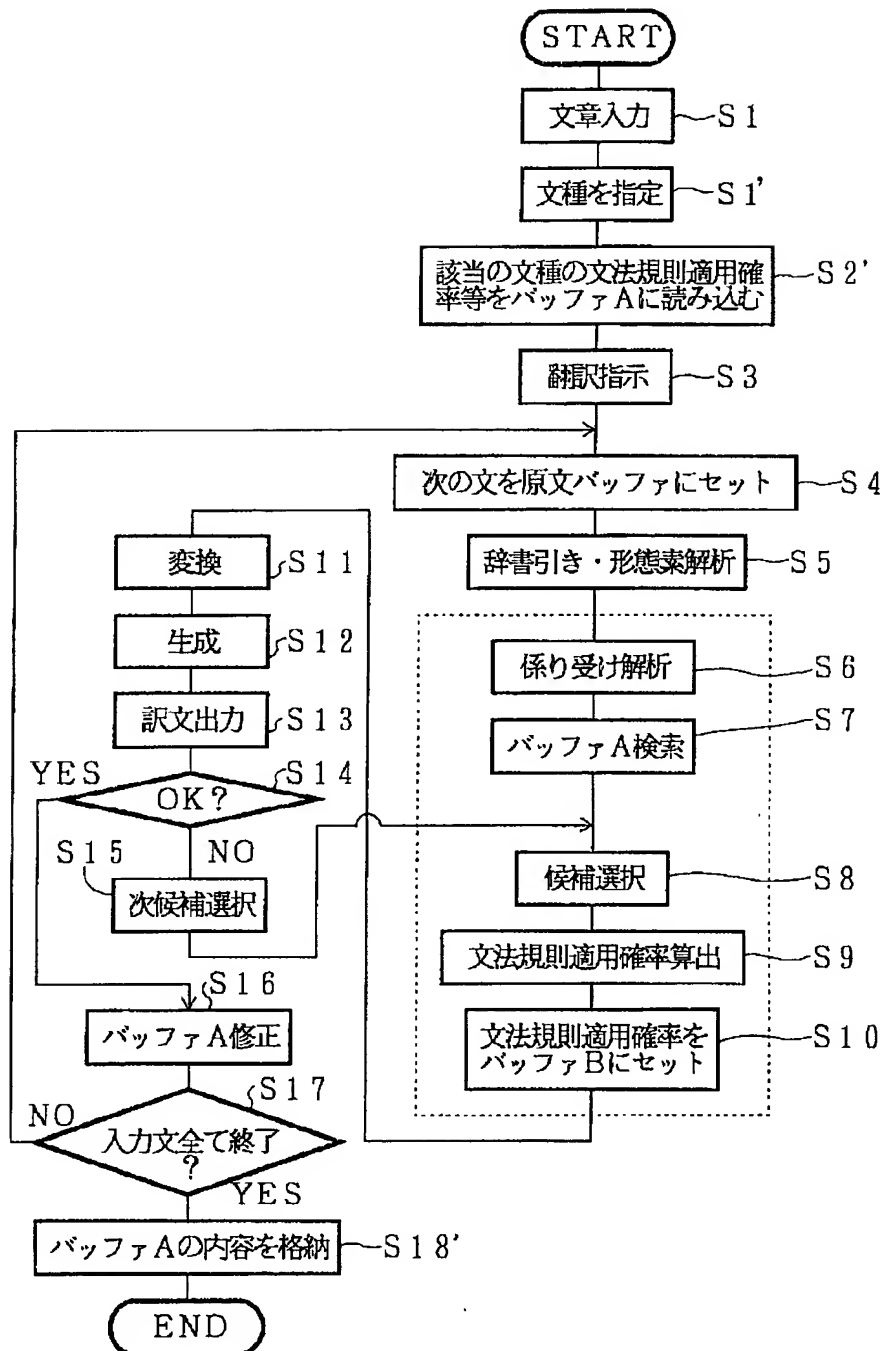 START
文章入力
S1
文種を指定
S1'
該当の文種の文法規則適用確
率等をバッファAに読み込む
S2'
翻訳指示
S3
次の文を原文バッファにセット
S4
辞書引き・形態素解析
S5
係り受け解析
S6
バッファA検索
S7
候補選択
S8
文法規則適用確率算出
S9
文法規則適用確率を
バッファBにセット
S10
変換
S11
生成
S12
訳文出力
S13
YES
S14
OK?
NO
S15
次候補選択
S16
バッファA修正
S17
NO
入力文全て終了
?
YES
バッファAの内容を格納
S18'
END